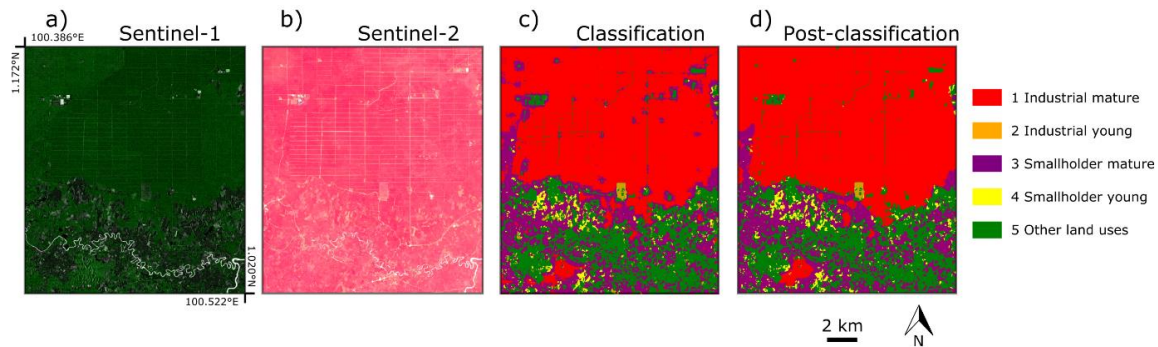 a) Sentinel-1
100.386°E
1.172°N
1.020°N
100.522°E
b) Sentinel-2
c) Classification
d) Post-classification
1 Industrial mature
2 Industrial young
3 Smallholder mature
4 Smallholder young
5 Other land uses
2 km
N